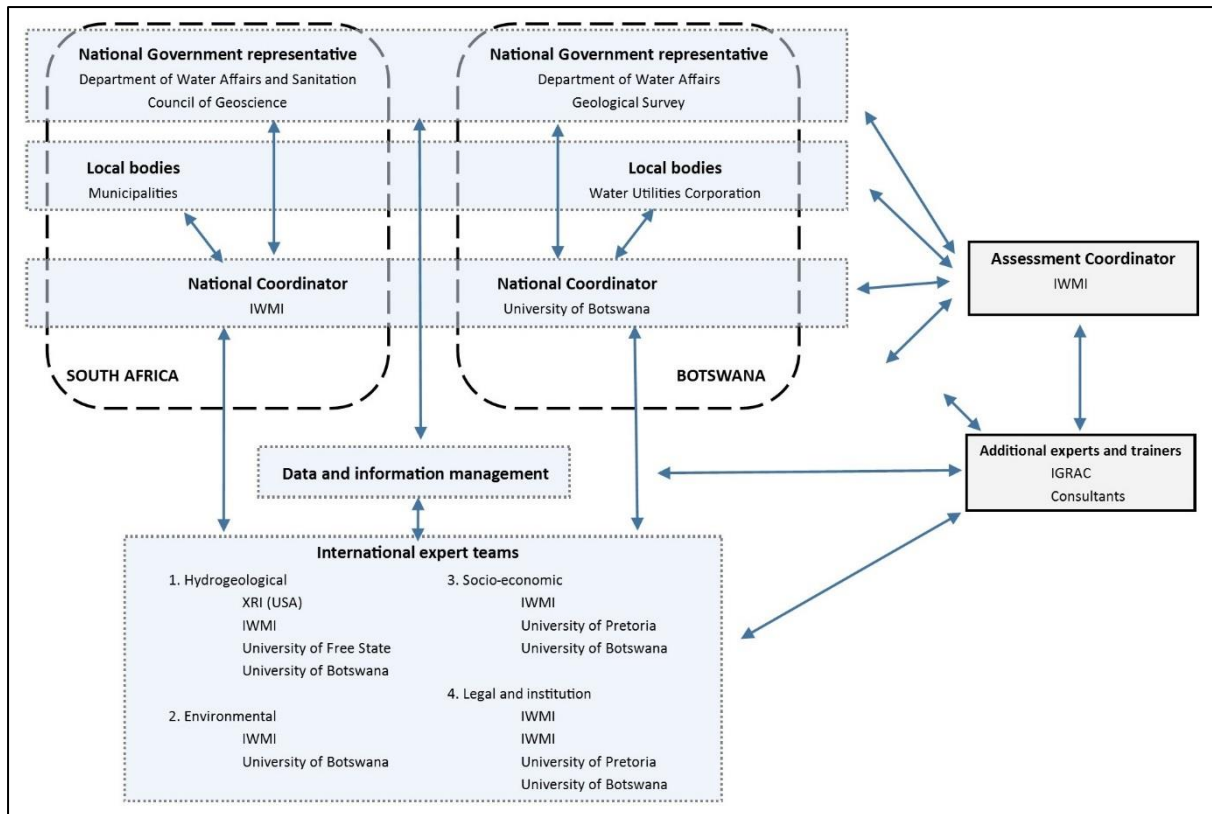 National Government representative
Department of Water Affairs and Sanitation
Council of Geoscience
National Government representative
Department of Water Affairs
Geological Survey
Local bodies
Municipalities
Local bodies
Water Utilities Corporation
National Coordinator
IWMI
National Coordinator
University of Botswana
SOUTH AFRICA
BOTSWANA
Assessment Coordinator
IWMI
Data and information management
Additional experts and trainers
IGRAC
Consultants
International expert teams
1. Hydrogeological
XRI (USA)
IWMI
University of Free State
University of Botswana
2. Environmental
IWMI
University of Botswana
3. Socio-economic
IWMI
University of Pretoria
University of Botswana
4. Legal and institution
IWMI
IWMI
University of Pretoria
University of Botswana